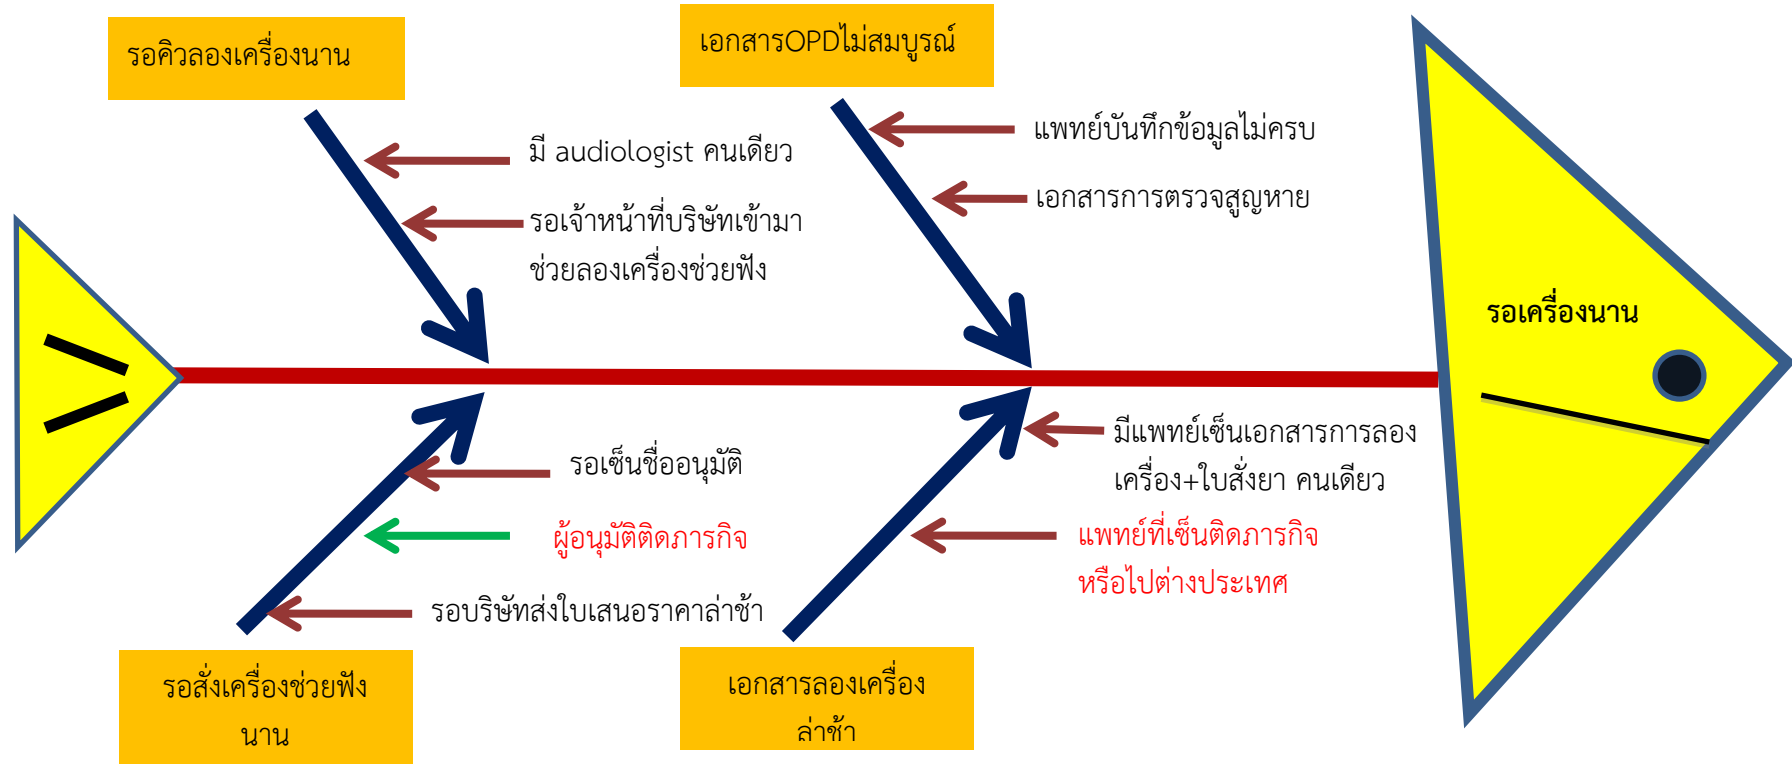 รอคิวลองเครื่องนาน
เอกสารOPDไม่สมบูรณ์
มี audiologist คนเดียว
รอเจ้าหน้าที่บริษัทเข้ามา
ช่วยลองเครื่องช่วยฟัง
แพทย์บันทึกข้อมูลไม่ครบ
เอกสารการตรวจสูญหาย
รอเครื่องนาน
รอเซ็นชื่ออนุมัติ
ผู้อนุมัติติดภารกิจ
รอบริษัทส่งใบเสนอราคาล่าช้า
มีแพทย์เซ็นเอกสารการลอง
เครื่อง+ใบสั่งยา คนเดียว
แพทย์ที่เซ็นติดภารกิจ
หรือไปต่างประเทศ
รอสั่งเครื่องช่วยฟัง
นาน
เอกสารลองเครื่อง
ล่าช้า